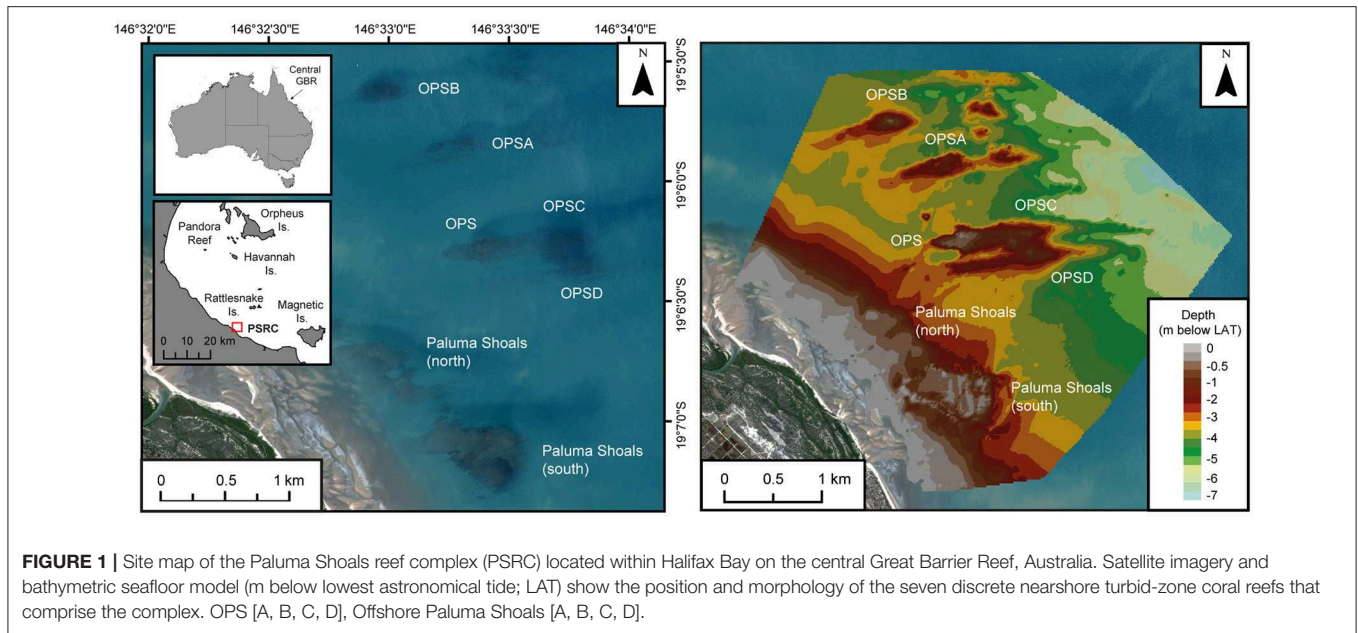 146°32'0"E
146°32'30"E
146°33'0"E
146°33'30"E
146°34'0"E
N
19°5'30"S
19°6'0"S
19°6'30"S
19°7'0"S
Central
GBR
Orpheus
Is.
Pandora
Reef
Havannah
Is.
Rattlesnake
Is.
Magnetic
Is.
PSRC
0 10 20 km
OPSB
OPSA
OPSC
OPS
OPSD
Paluma Shoals
(north)
Paluma Shoals
(south)
0 0.5 1 km
N
OPSB
OPSA
OPSC
OPS
OPSD
Paluma Shoals
(north)
Paluma Shoals
(south)
0 0.5 1 km
Depth
(m below LAT)
0
-0.5
-1
-2
-3
-4
-5
-6
-7
FIGURE 1 | Site map of the Paluma Shoals reef complex (PSRC) located within Halifax Bay on the central Great Barrier Reef, Australia. Satellite imagery and
bathymetric seafloor model (m below lowest astronomical tide; LAT) show the position and morphology of the seven discrete nearshore turbid-zone coral reefs that
comprise the complex. OPS [A, B, C, D], Offshore Paluma Shoals [A, B, C, D].